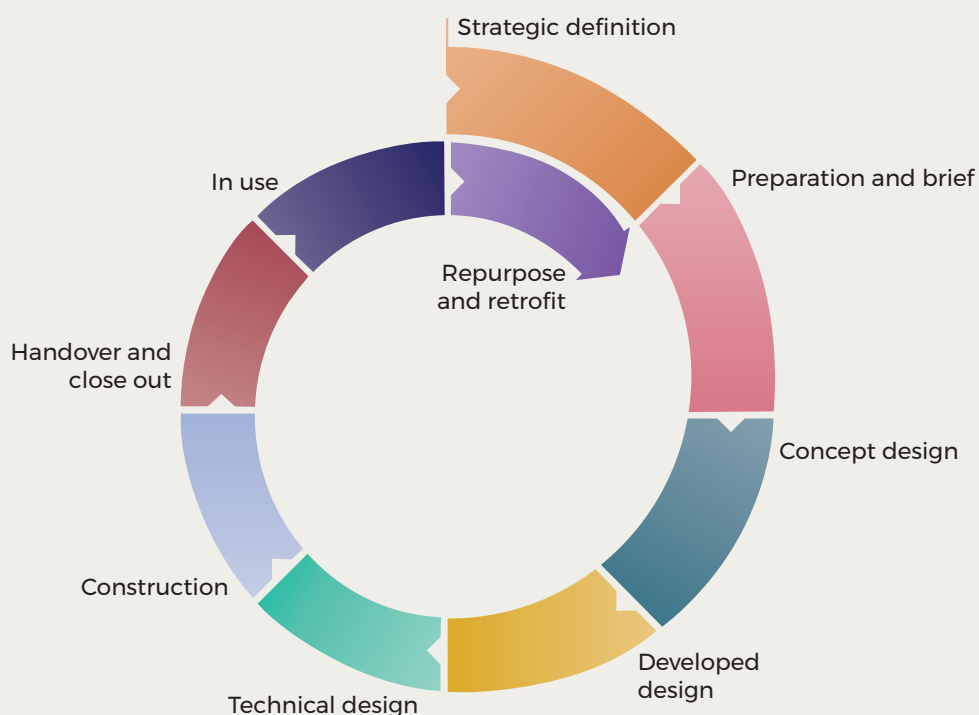 Strategic definition
Preparation and brief
Concept design
Developed
design
Technical design
Construction
Handover and
close out
In use
Repurpose
and retrofit